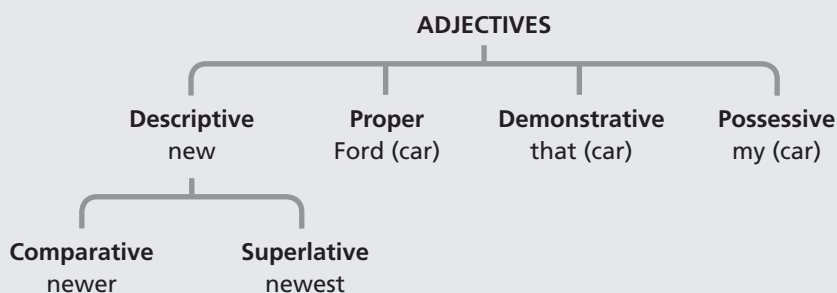 ADJECTIVES
Descriptive Proper Demonstrative Possessive
new Ford (car) that (car) my (car)
Comparative Superlative
newer newest